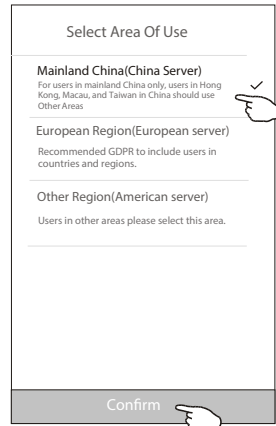 Select Area Of Use
Mainland China(China Server)
For users in mainland China only, users in Hong
Kong, Macau, and Taiwan in China should use
Other Areas
European Region(European server)
Recommended GDPR to include users in
countries and regions.
Other Region(American server)
Users in other areas please select this area.
Confirm